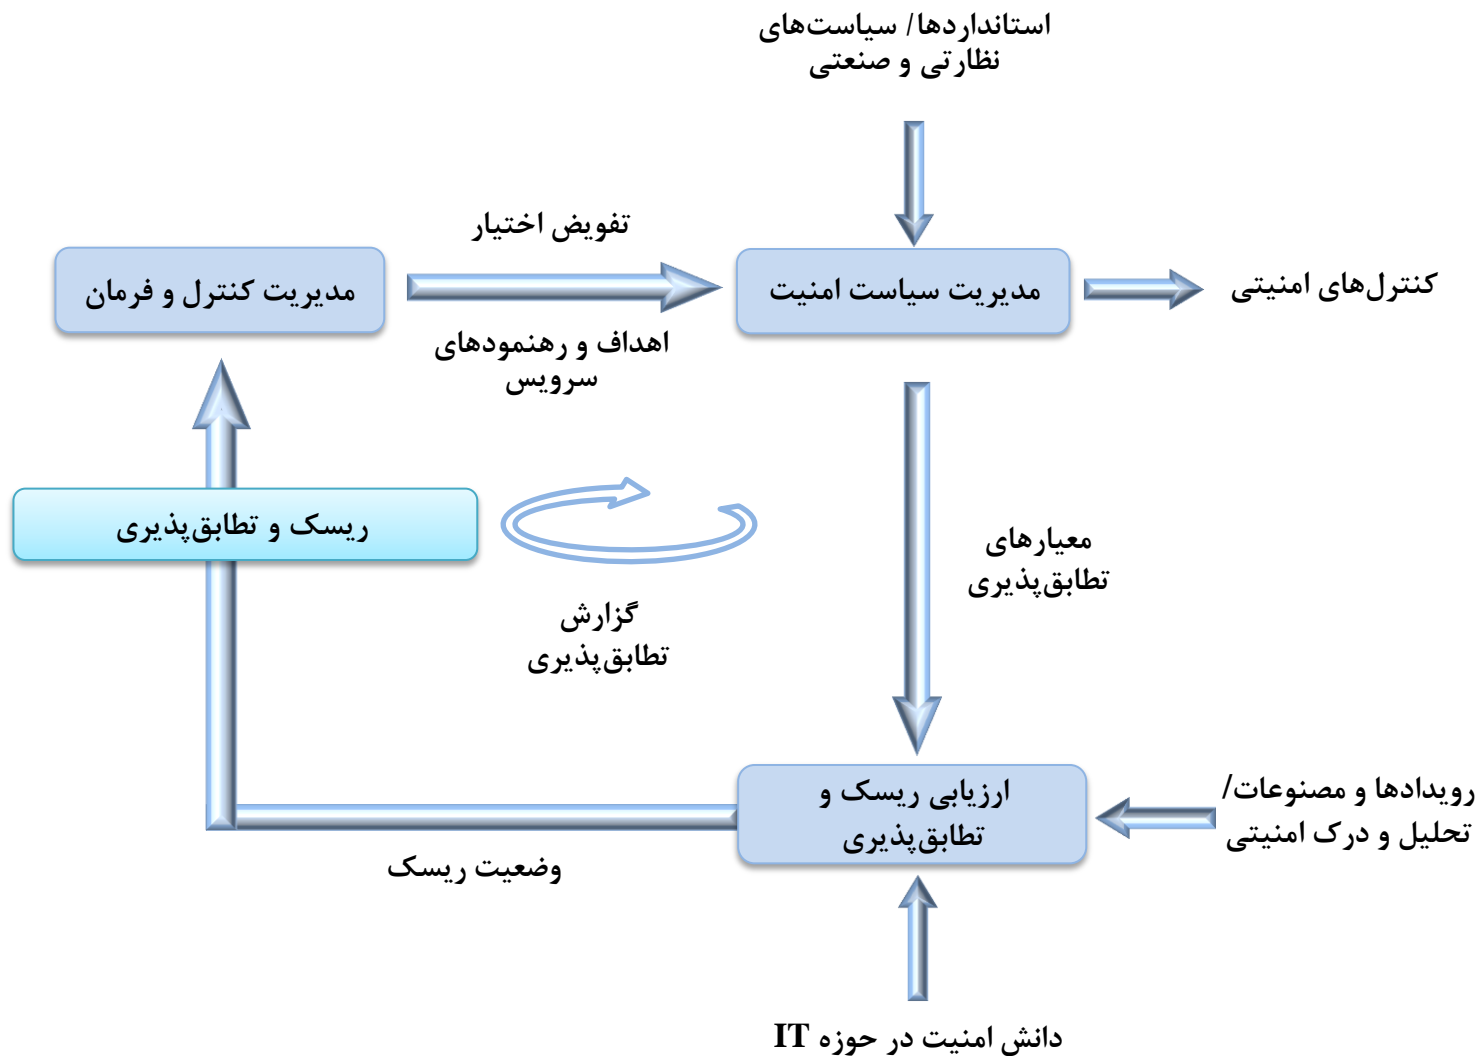 استانداردها/ سیاست‌های
نظارتی و صنعتی
تفویض اختیار
مدیریت کنترل و فرمان
مدیریت سیاست امنیت
کنترل‌های امنیتی
اهداف و رهنمودهای
سرویس
ریسک و تطابق‌پذیری
معیارهای
تطابق‌پذیری
گزارش
تطابق‌پذیری
ارزیابی ریسک و
تطابق‌پذیری
رویدادها و مصنوعات/
تحلیل و درک امنیتی
وضعیت ریسک
دانش امنیت در حوزه IT